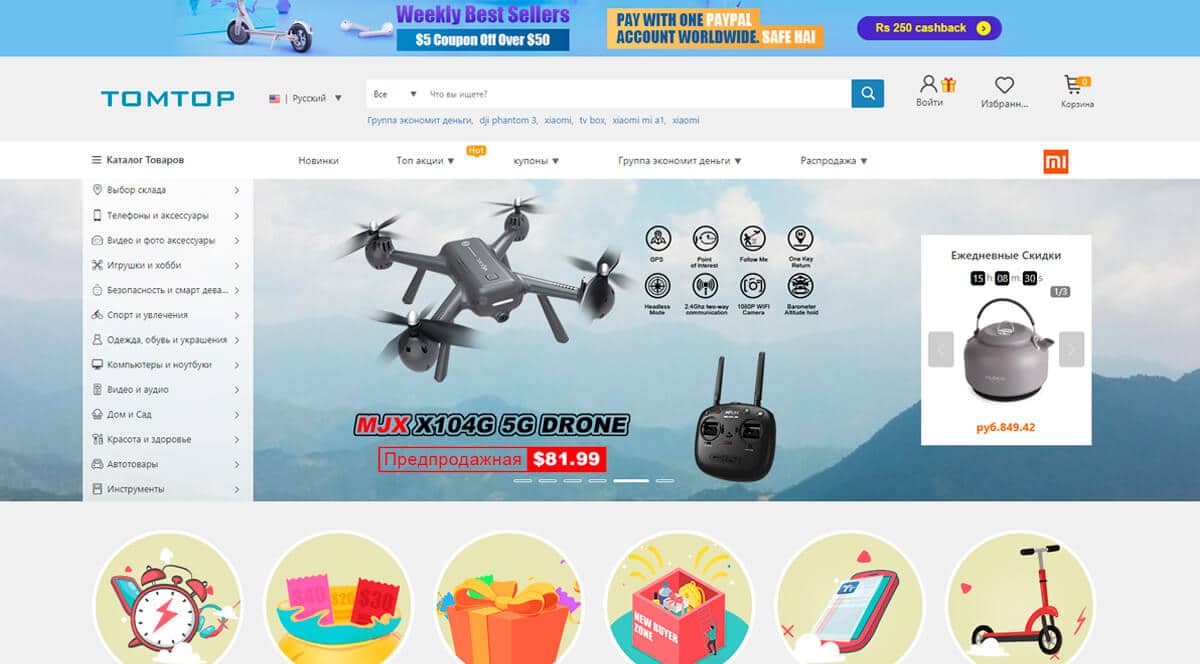 Weekly Best Sellers
$5 Coupon Off Over $50
PAY WITH ONE PAYPAL
ACCOUNT WORLDWIDE. SAFE HAI
Rs 250 cashback
TOMTOP
| Русский
Все
Что вы ищете?
Группа экономит деньги, dji phantom 3, xiaomi, tv box, xiaomi mi a1, xiaomi
Войти
Избранн...
0
Корзина
Каталог Товаров
Новинки
Топ акции
Hot
купоны
Группа экономит деньги
Распродажа
mi
Выбор склада
Телефоны и аксессуары
Видео и фото аксессуары
Игрушки и хобби
Безопасность и смарт дева...
Спорт и увлечения
Одежда, обувь и украшения
Компьютеры и ноутбуки
Видео и аудио
Дом и Сад
Красота и здоровье
Автотовары
Инструменты
GPS
Point of Interest
Follow Me
One Key Return
Headless Mode
2.4Ghz two-way communication
1080P WIFI Camera
Barometer Altitude hold
MJX X104G 5G DRONE
Предпродажная $81.99
Ежедневные Скидки
15 h 08 m 30 s
1/3
руб.849.42
$40 $20 $30
NEW BUYER
ZONE